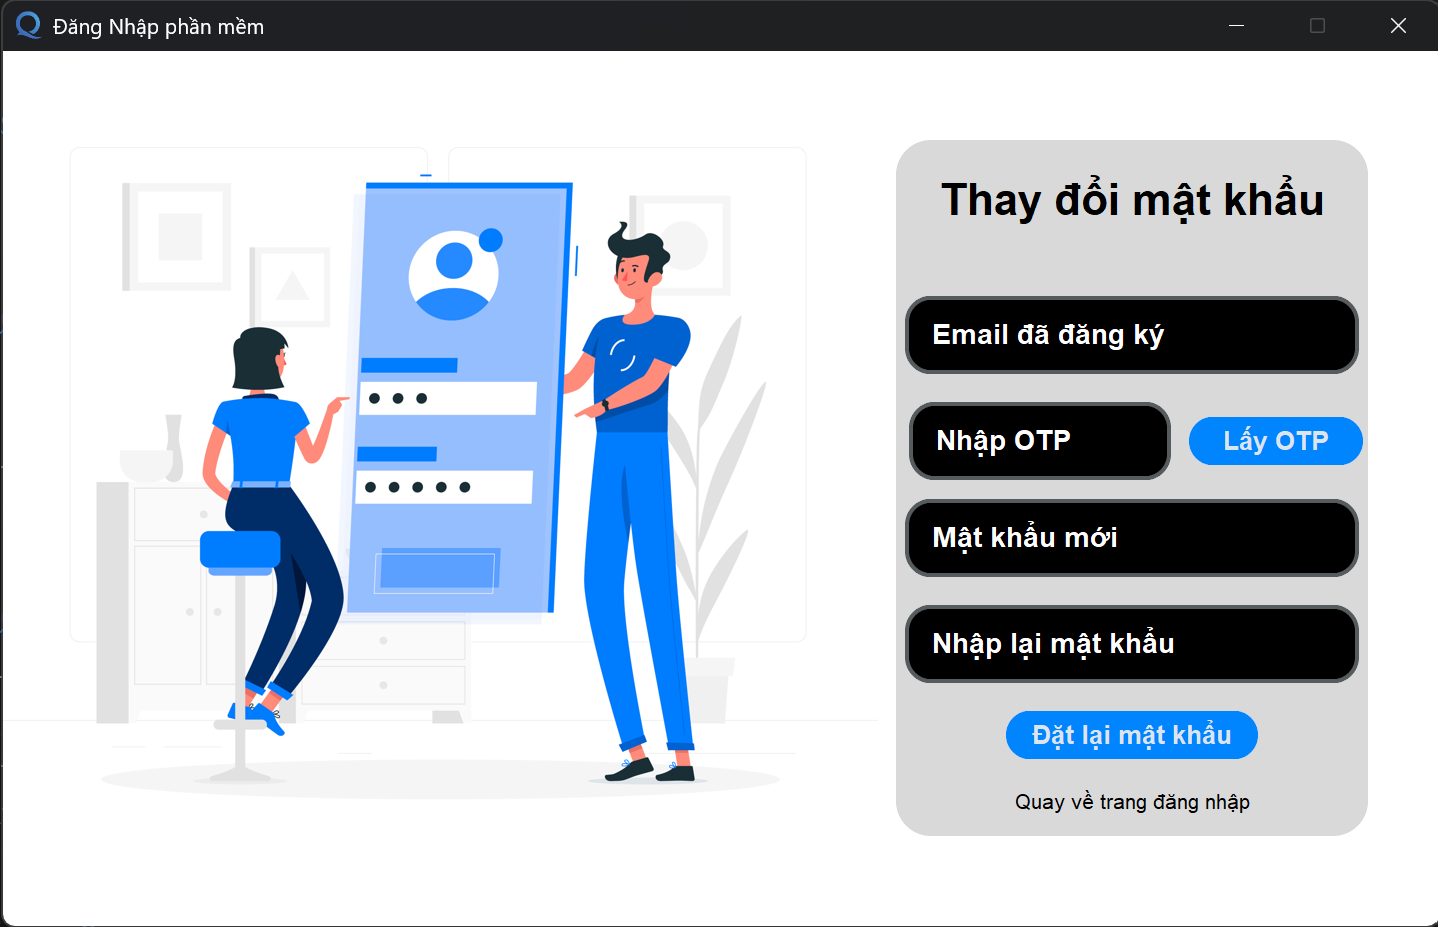 Đăng Nhập phần mềm
Thay đổi mật khẩu
Email đã đăng ký
Nhập OTP
Lấy OTP
Mật khẩu mới
Nhập lại mật khẩu
Đặt lại mật khẩu
Quay về trang đăng nhập